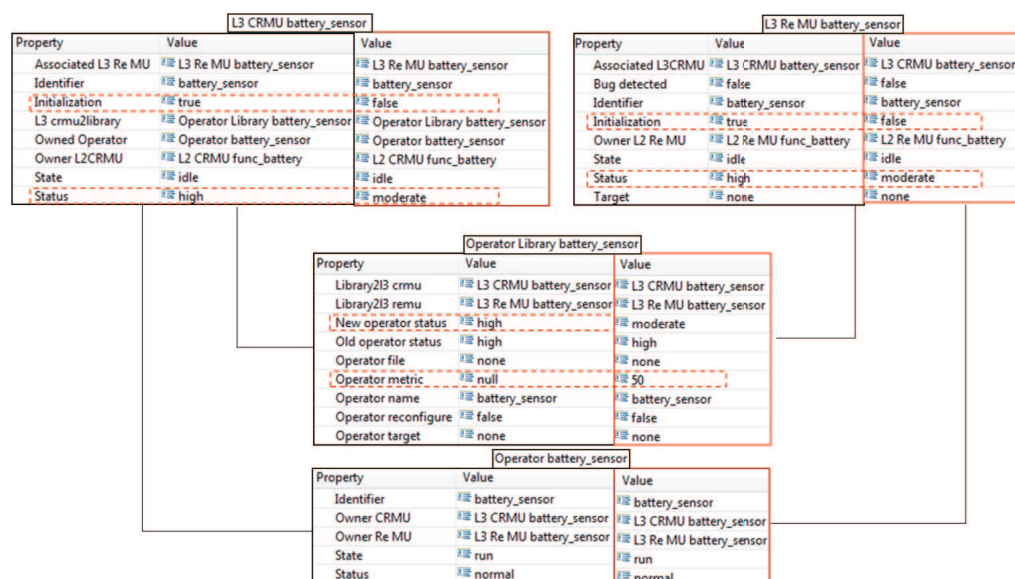 L3 CRMU battery_sensor
Property Value Value
Associated L3 Re MU L3 Re MU battery_sensor L3 Re MU battery_sensor
Identifier battery_sensor battery_sensor
Initialization true false
L3 crmu2library Operator Library battery_sensor Operator Library battery_sensor
Owned Operator Operator battery_sensor Operator battery_sensor
Owner L2CRMU L2 CRMU func_battery L2 CRMU func_battery
State idle idle
Status high moderate
L3 Re MU battery_sensor
Property Value Value
Associated L3CRMU L3 CRMU battery_sensor L3 CRMU battery_sensor
Bug detected false false
Identifier battery_sensor battery_sensor
Initialization true false
Owner L2 Re MU L2 Re MU func_battery L2 Re MU func_battery
State idle idle
Status high moderate
Target none none
Operator Library battery_sensor
Property Value Value
Library2l3 crmu L3 CRMU battery_sensor L3 CRMU battery_sensor
Library2l3 remu L3 Re MU battery_sensor L3 Re MU battery_sensor
New operator status high moderate
Old operator status high high
Operator file none none
Operator metric null 50
Operator name battery_sensor battery_sensor
Operator reconfigure false false
Operator target none none
Operator battery_sensor
Property Value Value
Identifier battery_sensor battery_sensor
Owner CRMU L3 CRMU battery_sensor L3 CRMU battery_sensor
Owner Re MU L3 Re MU battery_sensor L3 Re MU battery_sensor
State run run
Status normal normal